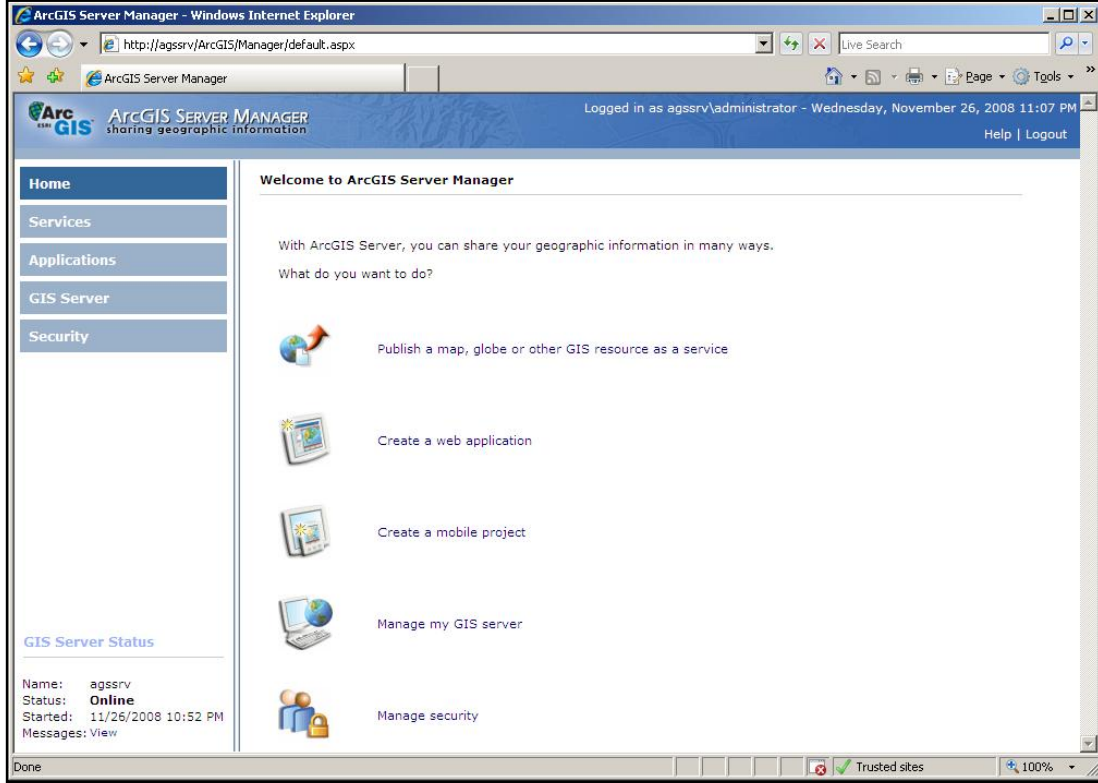 ArcGIS Server Manager - Windows Internet Explorer
http://agssrv/ArcGIS/Manager/default.aspx
Live Search
ArcGIS Server Manager
Page
Tools
»
Arc
ESRI GIS
ARCGIS SERVER MANAGER
sharing geographic information
Logged in as agssrv\administrator - Wednesday, November 26, 2008 11:07 PM
Help | Logout
Home
Services
Applications
GIS Server
Security
GIS Server Status
Name: agssrv
Status: Online
Started: 11/26/2008 10:52 PM
Messages: View
Welcome to ArcGIS Server Manager
With ArcGIS Server, you can share your geographic information in many ways.
What do you want to do?
Publish a map, globe or other GIS resource as a service
Create a web application
Create a mobile project
Manage my GIS server
Manage security
Done
Trusted sites
100%